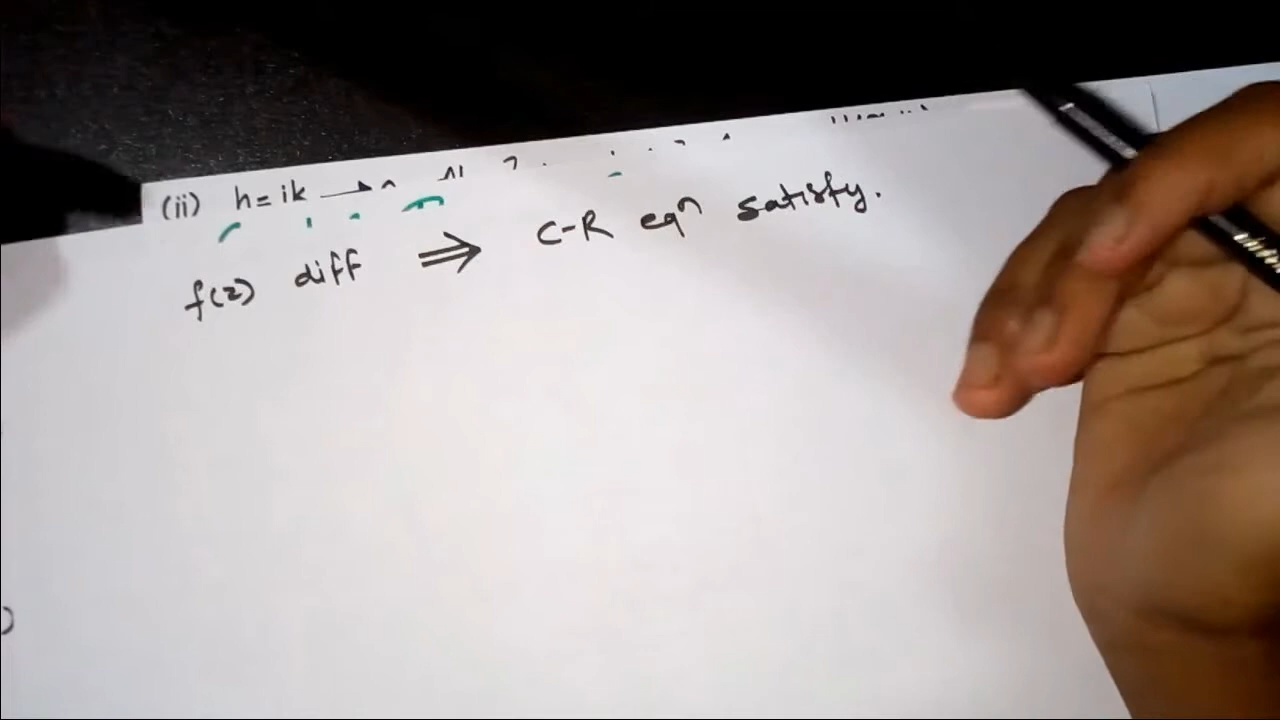 (ii) h=ik →
f(z) diff ⇒ C-R eqⁿ satisfy.